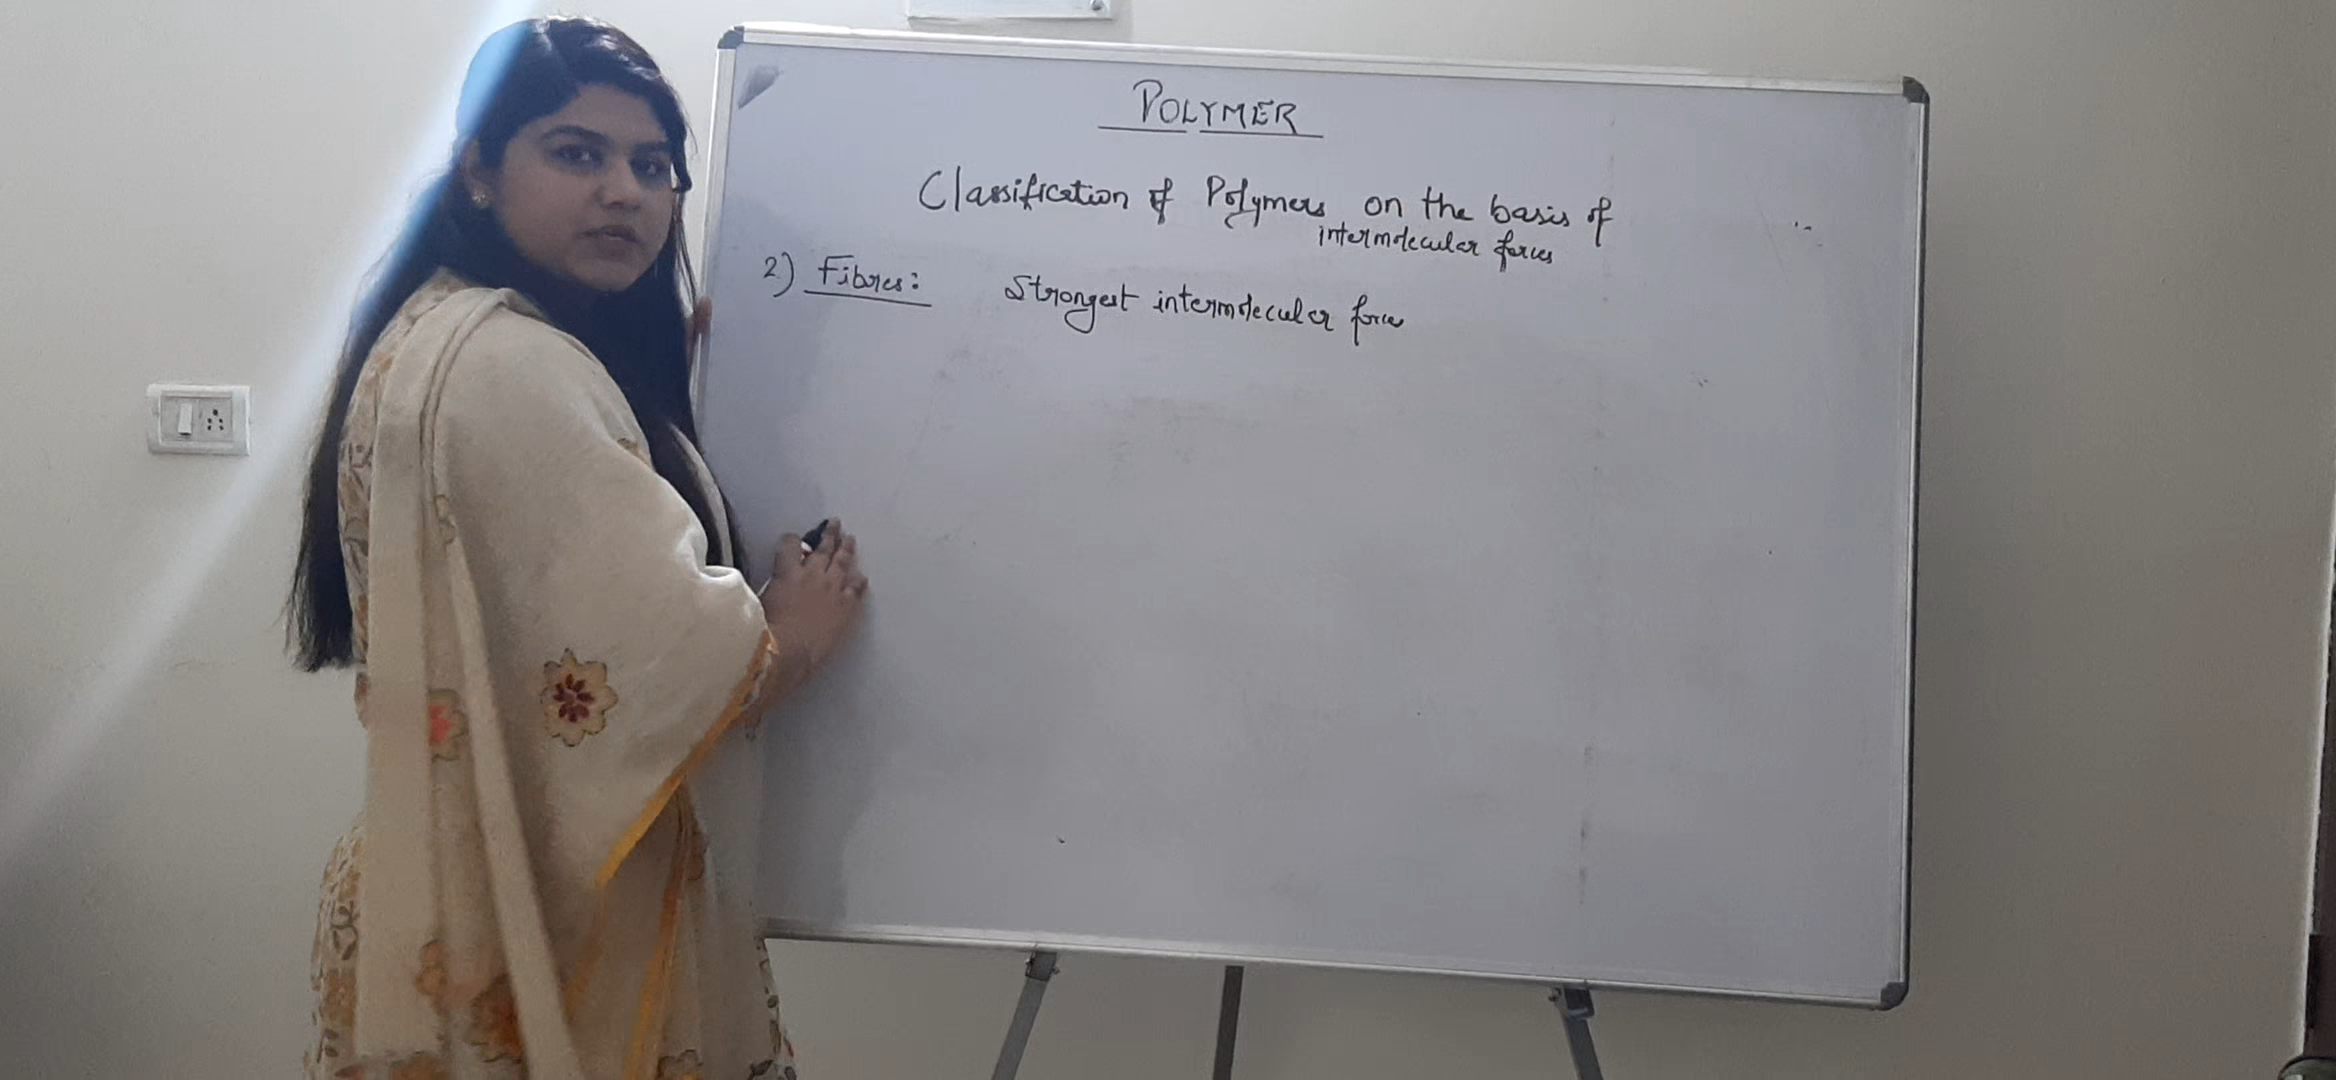 POLYMER
Classification of Polymers on the basis of
intermolecular forces
2) Fibres: Strongest intermolecular force